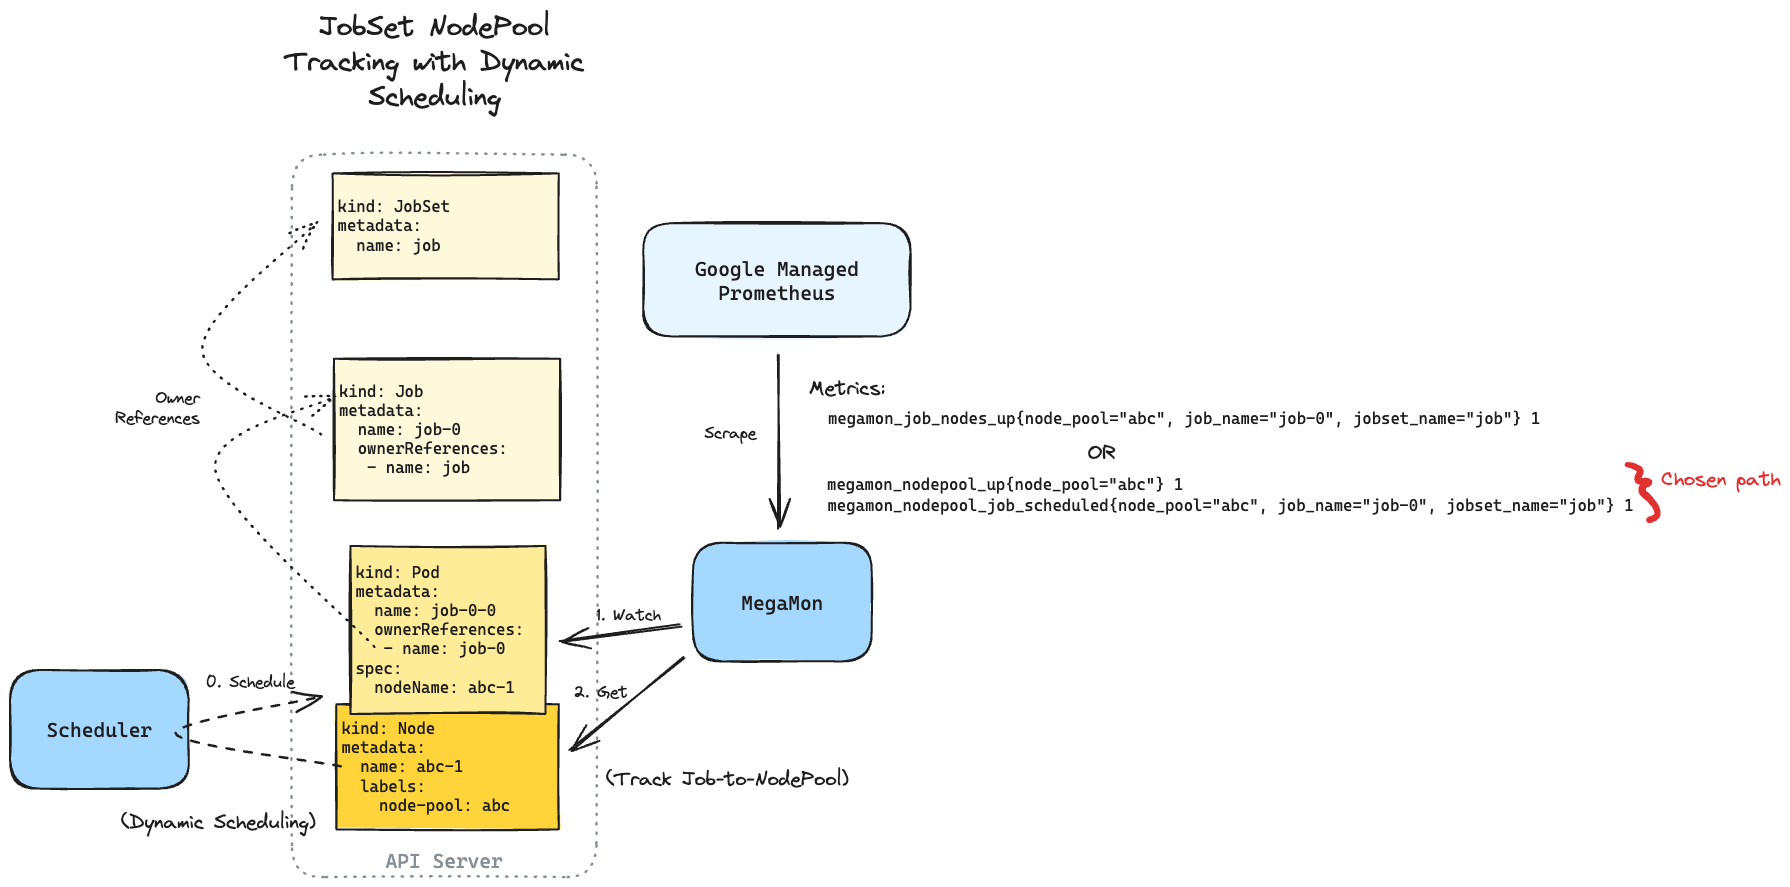 JobSet NodePool
Tracking with Dynamic
Scheduling
kind: JobSet
metadata:
  name: job
Owner
References
kind: Job
metadata:
  name: job-0
  ownerReferences:
   - name: job
kind: Pod
metadata:
  name: job-0-0
  ownerReferences:
   - name: job-0
spec:
  nodeName: abc-1
kind: Node
metadata:
  name: abc-1
  labels:
    node-pool: abc
API Server
Scheduler
0. Schedule
(Dynamic Scheduling)
Google Managed
Prometheus
Scrape
Metrics:
megamon_job_nodes_up{node_pool="abc", job_name="job-0", jobset_name="job"} 1
OR
megamon_nodepool_up{node_pool="abc"} 1
megamon_nodepool_job_scheduled{node_pool="abc", job_name="job-0", jobset_name="job"} 1
Chosen path
MegaMon
1. Watch
2. Get
(Track Job-to-NodePool)